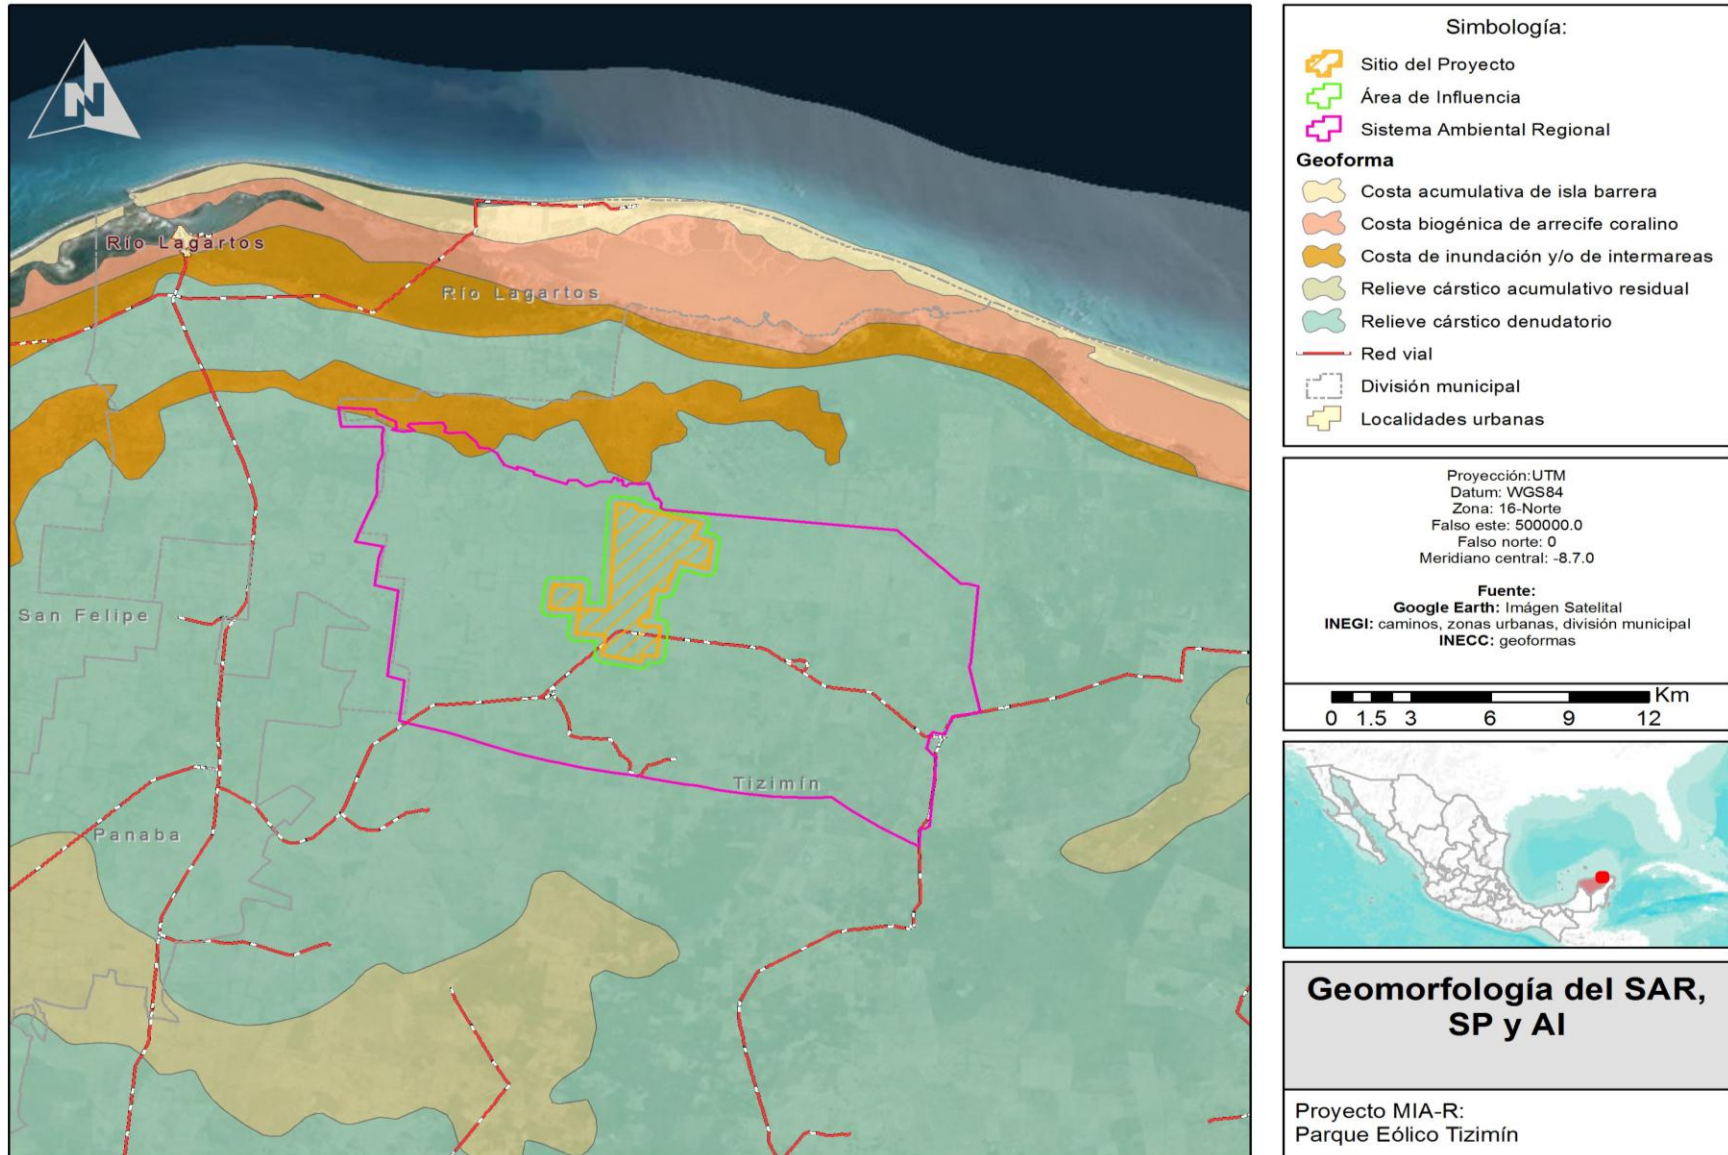 N
Río Lagartos
Río Lagartos
San Felipe
Tizimín
Panaba
Simbología:
Sitio del Proyecto
Área de Influencia
Sistema Ambiental Regional
Geoforma
Costa acumulativa de isla barrera
Costa biogénica de arrecife coralino
Costa de inundación y/o de intermareas
Relieve cárstico acumulativo residual
Relieve cárstico denudatorio
Red vial
División municipal
Localidades urbanas
Proyección:UTM
Datum: WGS84
Zona: 16-Norte
Falso este: 500000.0
Falso norte: 0
Meridiano central: -8.7.0
Fuente:
Google Earth: Imágen Satelital
INEGI: caminos, zonas urbanas, división municipal
INECC: geoformas
Km
0 1.5 3 6 9 12
Geomorfología del SAR,
SP y AI
Proyecto MIA-R:
Parque Eólico Tizimín